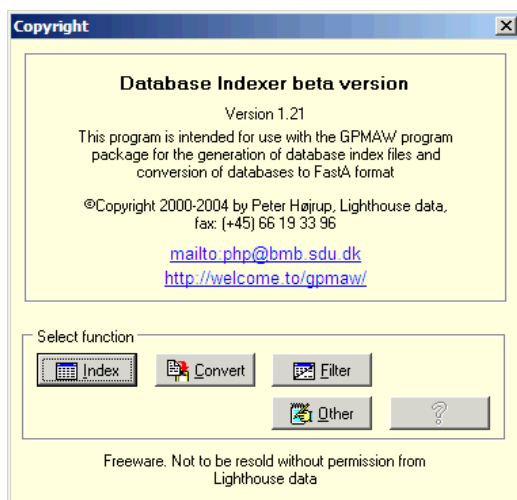 Copyright
Database Indexer beta version
Version 1.21
This program is intended for use with the GPMAW program
package for the generation of database index files and
conversion of databases to FastA format
©Copyright 2000-2004 by Peter Højrup, Lighthouse data,
fax: (+45) 66 19 33 96
mailto:php@bmb.sdu.dk
http://welcome.to/gpmaw/
Select function
Index Convert Filter
Other ?
Freeware. Not to be resold without permission from
Lighthouse data